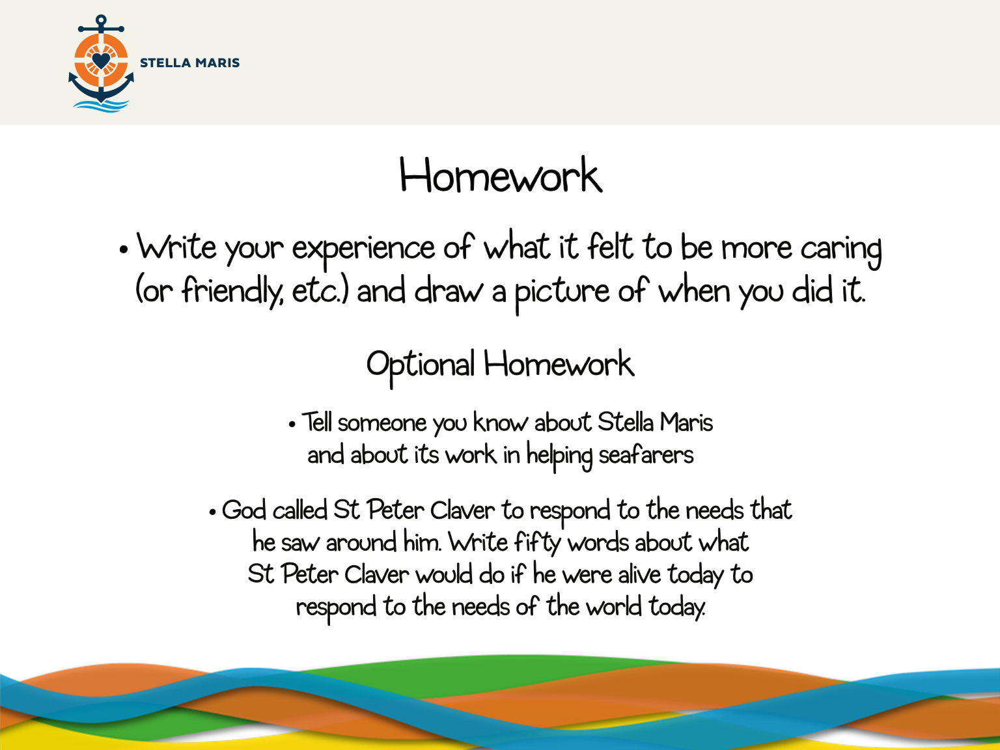 STELLA MARIS
Homework
• Write your experience of what it felt to be more caring
(or friendly, etc.) and draw a picture of when you did it.
Optional Homework
• Tell someone you know about Stella Maris
and about its work in helping seafarers
• God called St Peter Claver to respond to the needs that
he saw around him. Write fifty words about what
St Peter Claver would do if he were alive today to
respond to the needs of the world today.